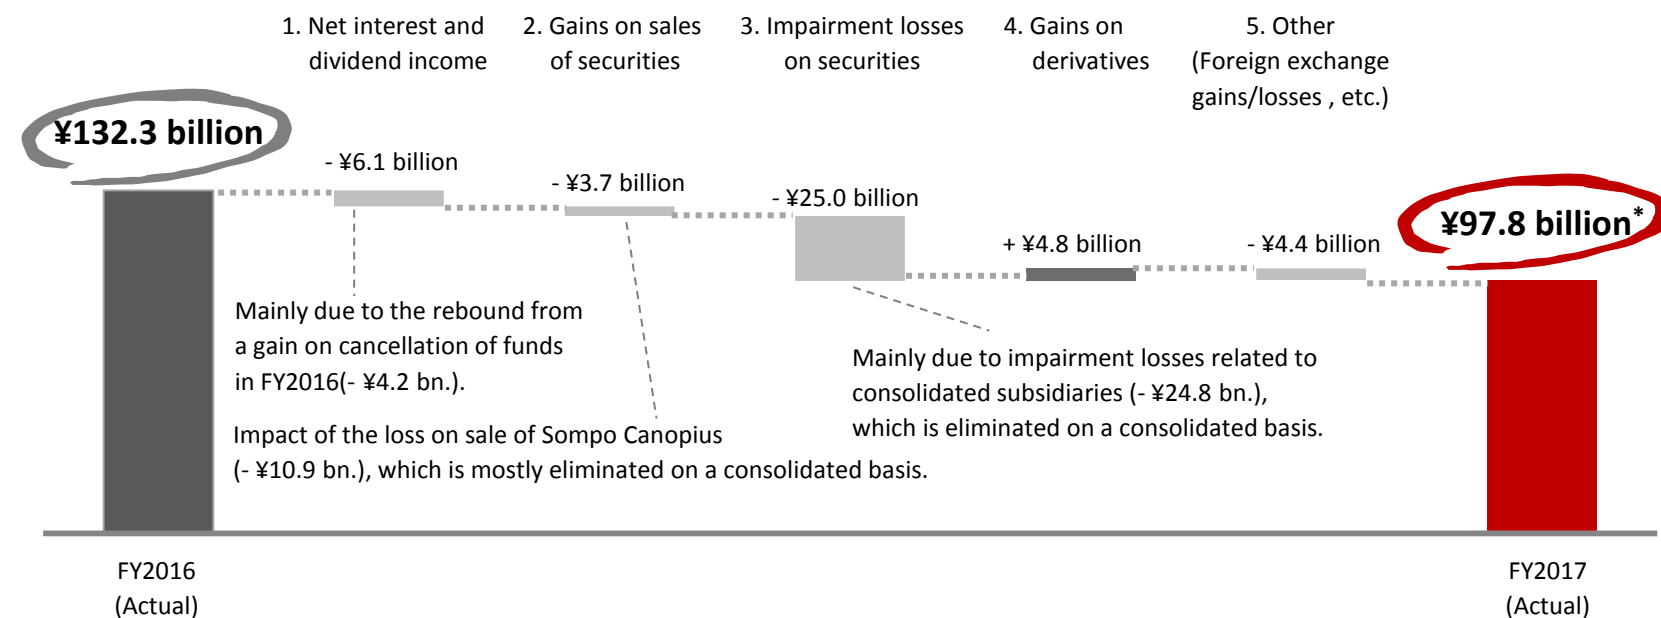 1. Net interest and
dividend income
2. Gains on sales
of securities
3. Impairment losses
on securities
4. Gains on
derivatives
5. Other
(Foreign exchange
gains/losses , etc.)
¥132.3 billion
- ¥6.1 billion
- ¥3.7 billion
- ¥25.0 billion
+ ¥4.8 billion
- ¥4.4 billion
¥97.8 billion*
Mainly due to the rebound from
a gain on cancellation of funds
in FY2016(- ¥4.2 bn.).
Impact of the loss on sale of Sompo Canopius
(- ¥10.9 bn.), which is mostly eliminated on a consolidated basis.
Mainly due to impairment losses related to
consolidated subsidiaries (- ¥24.8 bn.),
which is eliminated on a consolidated basis.
FY2016
(Actual)
FY2017
(Actual)